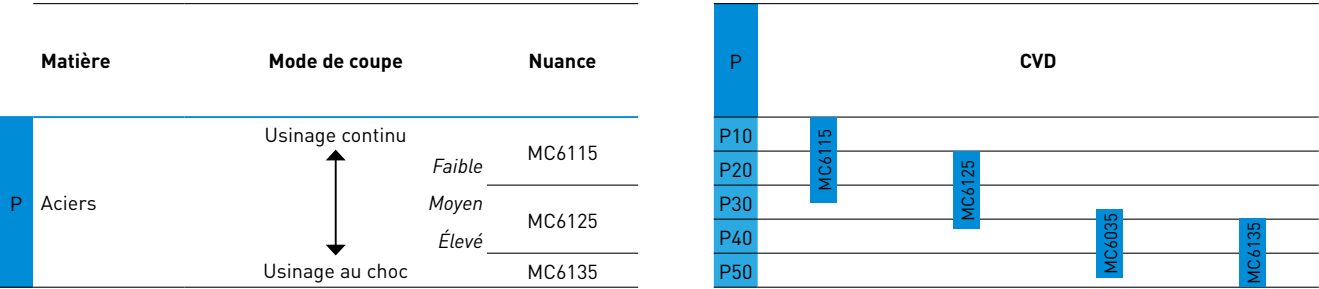 Matière Mode de coupe Nuance
P Aciers
Usinage continu
Faible
Moyen
Élevé
Usinage au choc
MC6115
MC6125
MC6135
P CVD
P10
P20
P30
P40
P50
MC6115
MC6125
MC6035
MC6135